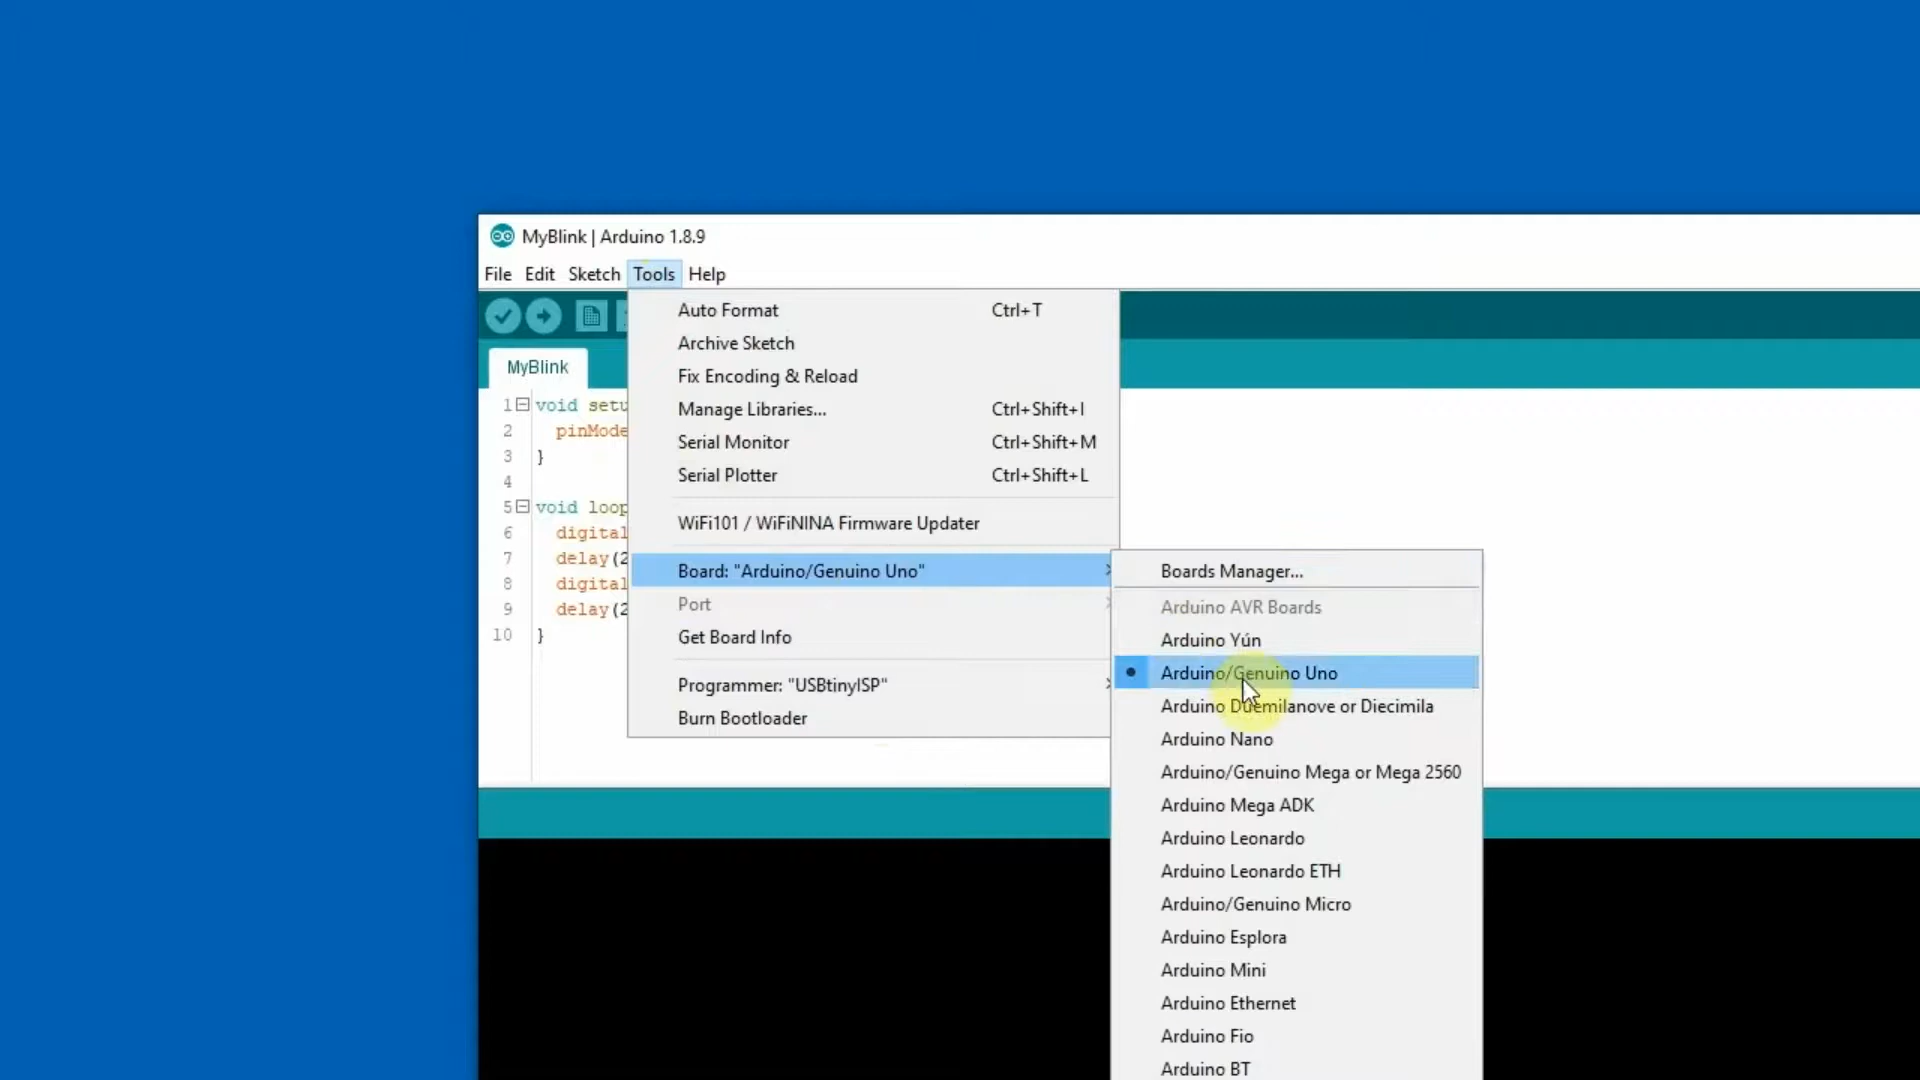 MyBlink | Arduino 1.8.9
File Edit Sketch Tools Help
MyBlink
Auto Format Ctrl+T
Archive Sketch
Fix Encoding & Reload
Manage Libraries... Ctrl+Shift+I
Serial Monitor Ctrl+Shift+M
Serial Plotter Ctrl+Shift+L
WiFi101 / WiFiNINA Firmware Updater
Board: "Arduino/Genuino Uno"
Port
Get Board Info
Programmer: "USBtinyISP"
Burn Bootloader
1 void setu
2 pinMode
3 }
4
5 void loop
6 digital
7 delay(2
8 digital
9 delay(2
10 }
Boards Manager...
Arduino AVR Boards
Arduino Yún
Arduino/Genuino Uno
Arduino Duemilanove or Diecimila
Arduino Nano
Arduino/Genuino Mega or Mega 2560
Arduino Mega ADK
Arduino Leonardo
Arduino Leonardo ETH
Arduino/Genuino Micro
Arduino Esplora
Arduino Mini
Arduino Ethernet
Arduino Fio
Arduino BT